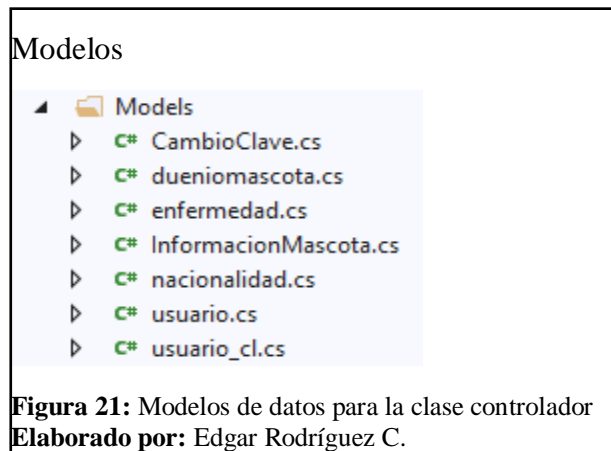 Modelos
Models
C# CambioClave.cs
C# dueniomascota.cs
C# enfermedad.cs
C# InformacionMascota.cs
C# nacionalidad.cs
C# usuario.cs
C# usuario_cl.cs
Figura 21: Modelos de datos para la clase controlador
Elaborado por: Edgar Rodríguez C.